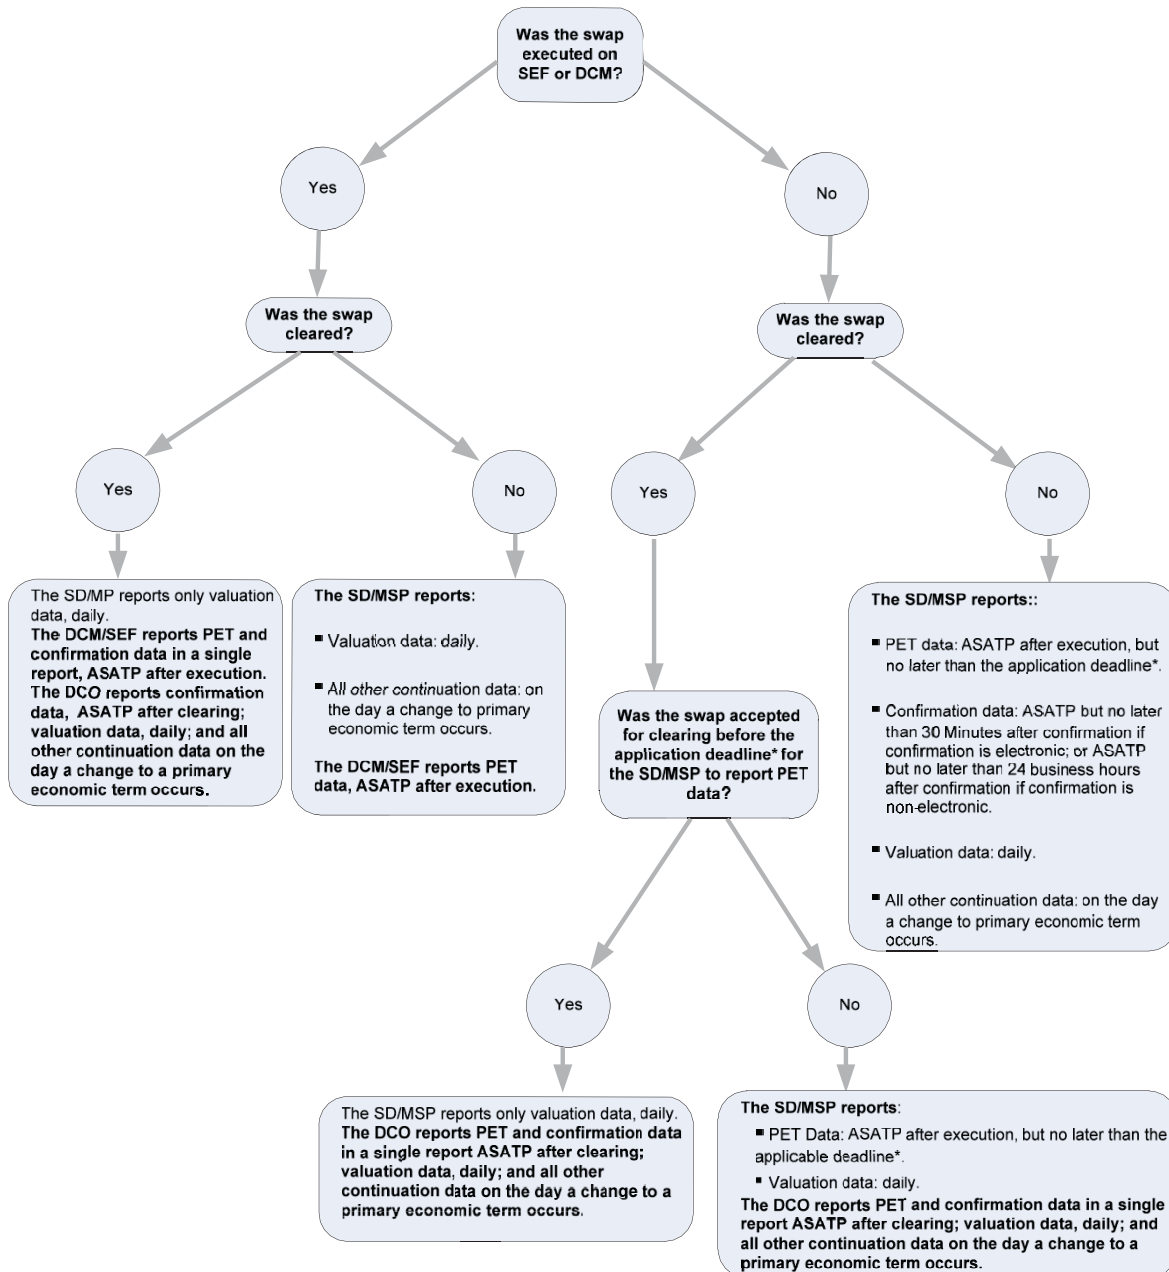 Was the swap
executed on
SEF or DCM?
Yes
No
Was the swap
cleared?
Was the swap
cleared?
Yes
No
Yes
No
The SD/MP reports only valuation
data, daily.
The DCM/SEF reports PET and
confirmation data in a single
report, ASATP after execution.
The DCO reports confirmation
data, ASATP after clearing;
valuation data, daily; and all
other continuation data on the
day a change to a primary
economic term occurs.
The SD/MSP reports:
▪ Valuation data: daily.
▪ All other continuation data: on
the day a change to primary
economic term occurs.
The DCM/SEF reports PET
data, ASATP after execution.
Was the swap accepted
for clearing before the
application deadline* for
the SD/MSP to report PET
data?
The SD/MSP reports::
▪ PET data: ASATP after execution, but
no later than the application deadline*.
▪ Confirmation data: ASATP but no later
than 30 Minutes after confirmation if
confirmation is electronic; or ASATP
but no later than 24 business hours
after confirmation if confirmation is
non-electronic.
▪ Valuation data: daily.
▪ All other continuation data: on the day
a change to primary economic term
occurs.
Yes
No
The SD/MSP reports only valuation data, daily.
The DCO reports PET and confirmation data
in a single report ASATP after clearing;
valuation data, daily; and all other
continuation data on the day a change to a
primary economic term occurs.
The SD/MSP reports:
▪ PET Data: ASATP after execution, but no later than the
applicable deadline*.
▪ Valuation data: daily.
The DCO reports PET and confirmation data in a single
report ASATP after clearing; valuation data, daily; and
all other continuation data on the day a change to a
primary economic term occurs.